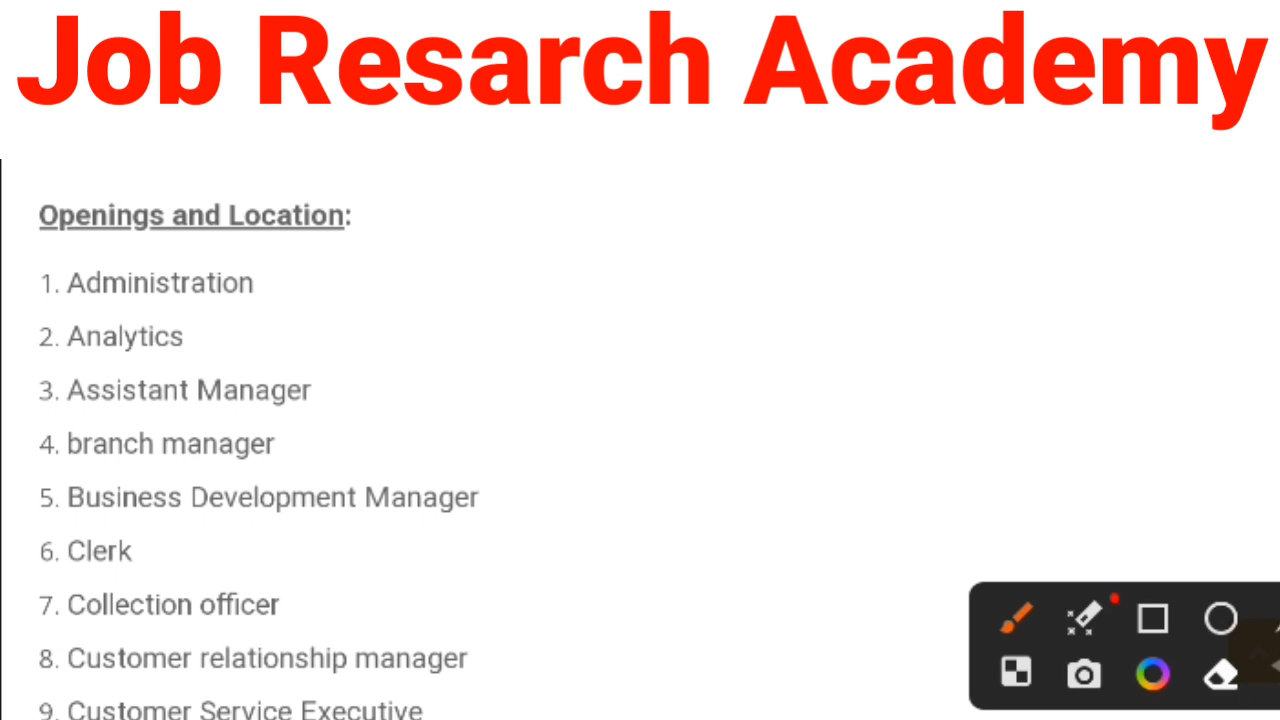 Job Resarch Academy
Openings and Location:
1. Administration
2. Analytics
3. Assistant Manager
4. branch manager
5. Business Development Manager
6. Clerk
7. Collection officer
8. Customer relationship manager
9. Customer Service Executive